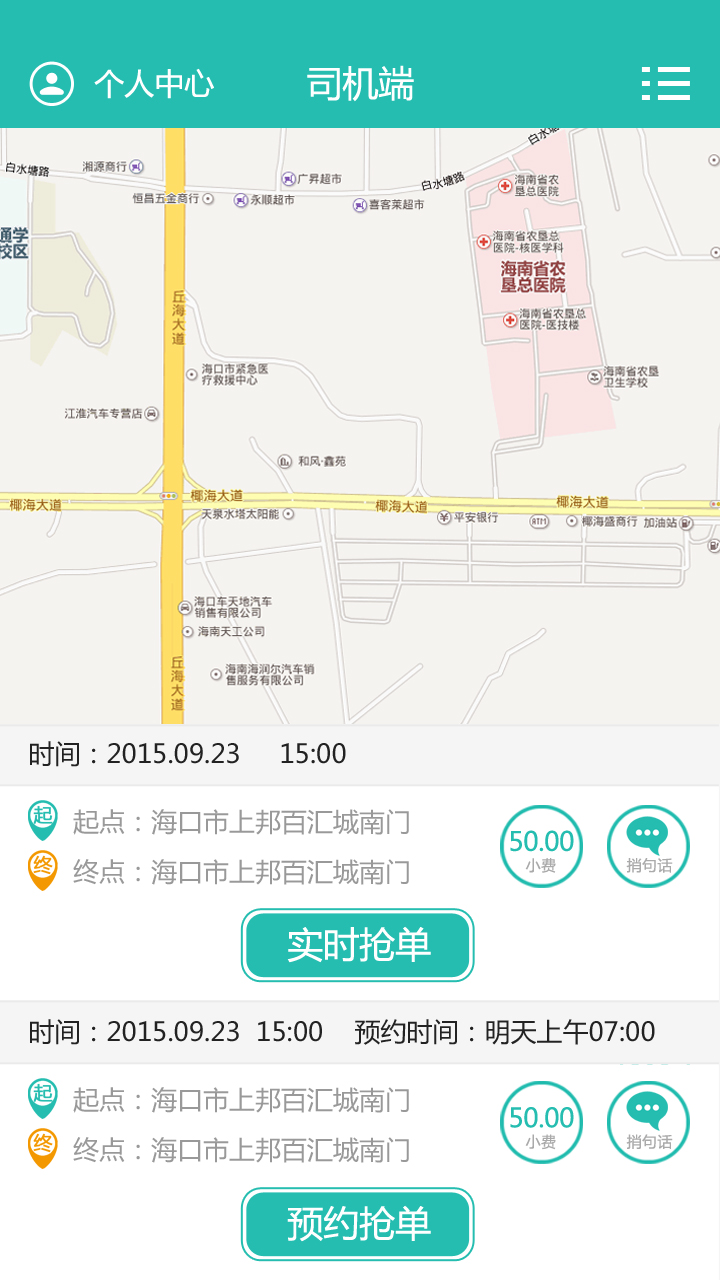 个人中心
司机端
白水塘路
湘源商行
恒昌五金商行
广昇超市
永顺超市
喜客莱超市
白水塘路
白水塘
海南省农
垦总医院
海南省农垦总
医院-核医学科
海南省农
垦总医院
海南省农垦总
医院-医技楼
海南省农垦
卫生学校
通学
校区
丘海大道
海口市紧急医
疗救援中心
江淮汽车专营店
和风·鑫苑
椰海大道
椰海大道
椰海大道
椰海大道
天泉水塔太阳能
平安银行
ATM
椰海盛商行
加油站
海口车天地汽车
销售有限公司
海南天工公司
海南海润尔汽车销
售服务有限公司
丘海大道
时间：2015.09.23 15:00
起 起点：海口市上邦百汇城南门
终 终点：海口市上邦百汇城南门
50.00
小费
捎句话
实时抢单
时间：2015.09.23 15:00 预约时间：明天上午07:00
起 起点：海口市上邦百汇城南门
终 终点：海口市上邦百汇城南门
50.00
小费
捎句话
预约抢单